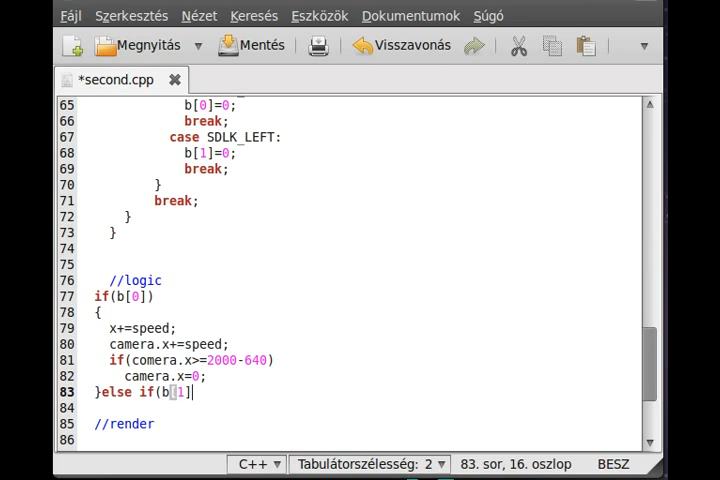 Fájl Szerkesztés Nézet Keresés Eszközök Dokumentumok Súgó
Megnyitás Mentés Visszavonás
*second.cpp
65 b[0]=0;
66 break;
67 case SDLK_LEFT:
68 b[1]=0;
69 break;
70 }
71 break;
72 }
73 }
74
75
76 //logic
77 if(b[0])
78 {
79 x+=speed;
80 camera.x+=speed;
81 if(comera.x>=2000-640)
82 camera.x=0;
83 }else if(b[1]
84
85 //render
86
C++ Tabulátorszélesség: 2 83. sor, 16. oszlop BESZ